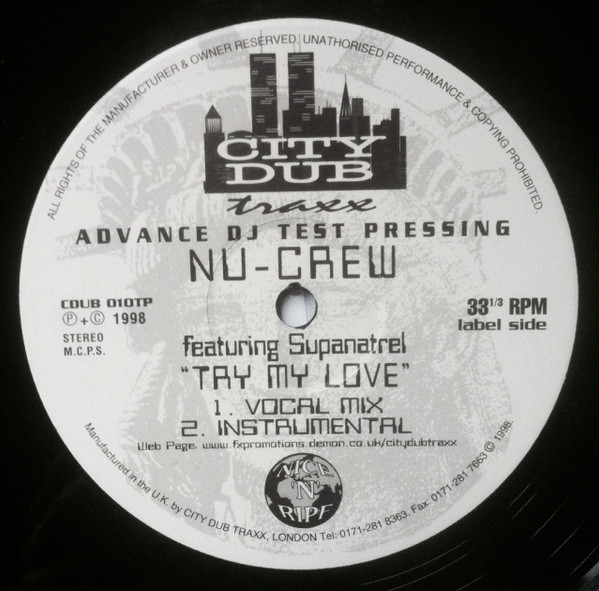 ALL RIGHTS OF THE MANUFACTURER & OWNER RESERVED. UNATHORISED PERFORMANCE & COPYING PROHIBITED.
CITY
DUB
traxx
ADVANCE DJ TEST PRESSING
NU-CREW
CDUB 010TP
℗ + © 1998
STEREO
M.C.P.S.
33 1/3 RPM
label side
featuring Supanatrel
"TRY MY LOVE"
1. VOCAL MIX
2. INSTRUMENTAL
Web Page. www.fxpromotions.demon.co.uk/citydubtraxx
NICE
'N'
RIPE
Manufactured in the U.K. by CITY DUB TRAXX, LONDON Tel: 0171-281 8363. Fax: 0171-281 7663 © 1998